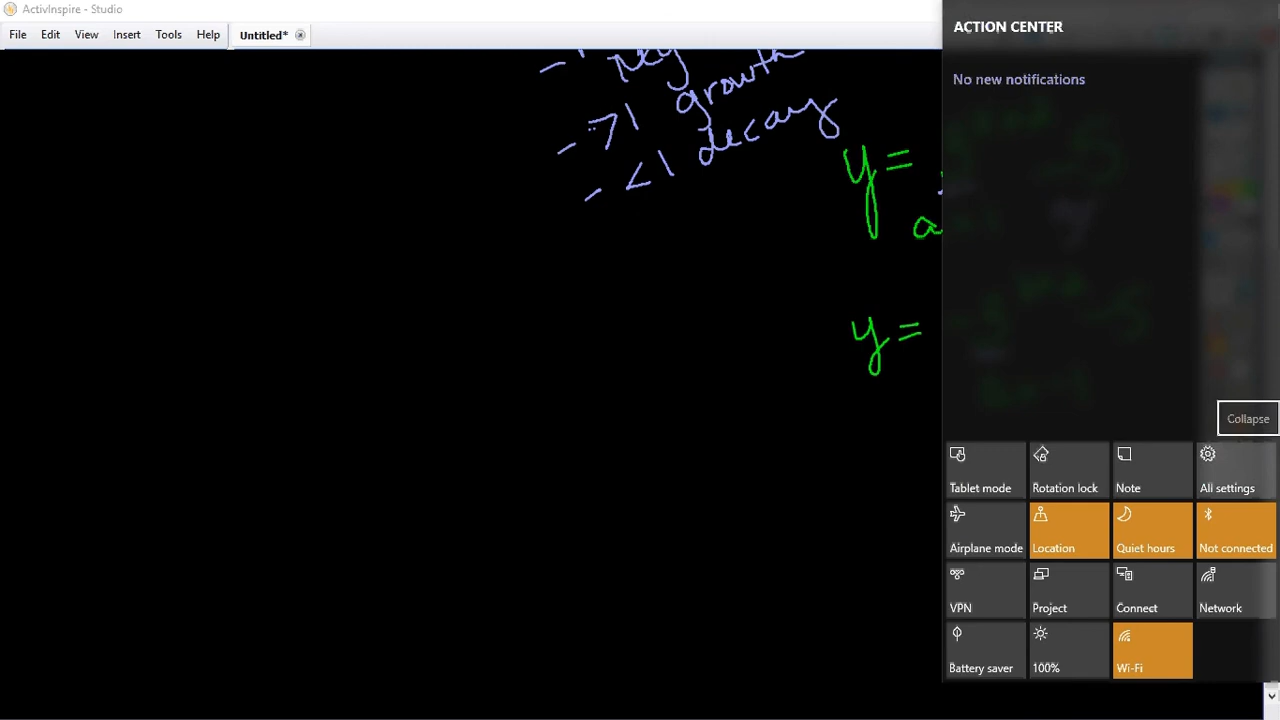 ActivInspire - Studio
File Edit View Insert Tools Help Untitled*
- >1 growth
- <1 decay
y=
a
y=
ACTION CENTER
No new notifications
Collapse
Tablet mode Rotation lock Note All settings
Airplane mode Location Quiet hours Not connected
VPN Project Connect Network
Battery saver 100% Wi-Fi